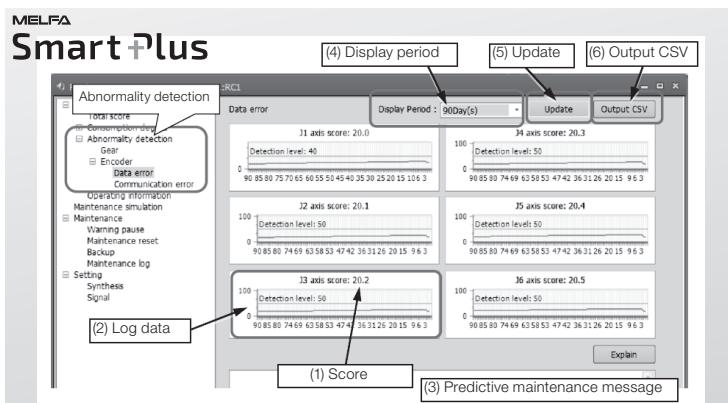 MELFA
Smart Plus
(4) Display period
(5) Update
(6) Output CSV
:RC1
Abnormality detection
Data error
Display Period :
90Day(s)
Update
Output CSV
Total score
Consumption degree
Abnormality detection
Gear
Encoder
Data error
Communication error
Operating information
Maintenance simulation
Maintenance
Warning pause
Maintenance reset
Backup
Maintenance log
Setting
Synthesis
Signal
J1 axis score: 20.0
Detection level: 40
0
90 85 80 75 70 65 60 55 50 45 40 35 30 25 20 15 10 6 3
J4 axis score: 20.3
100
Detection level: 50
0
90 85 80 74 69 63 58 53 47 42 36 31 26 20 15 9 6 3
J2 axis score: 20.1
100
Detection level: 50
0
90 85 80 74 69 63 58 53 47 42 36 31 26 20 15 9 6 3
J5 axis score: 20.4
100
Detection level: 50
0
90 85 80 74 69 63 58 53 47 42 36 31 26 20 15 9 6 3
J3 axis score: 20.2
100
Detection level: 50
0
90 85 80 74 69 63 58 53 47 42 36 31 26 20 15 9 6 3
J6 axis score: 20.5
100
Detection level: 50
0
90 85 80 74 69 63 58 53 47 42 36 31 26 20 15 9 6 3
(2) Log data
Explain
(1) Score
(3) Predictive maintenance message